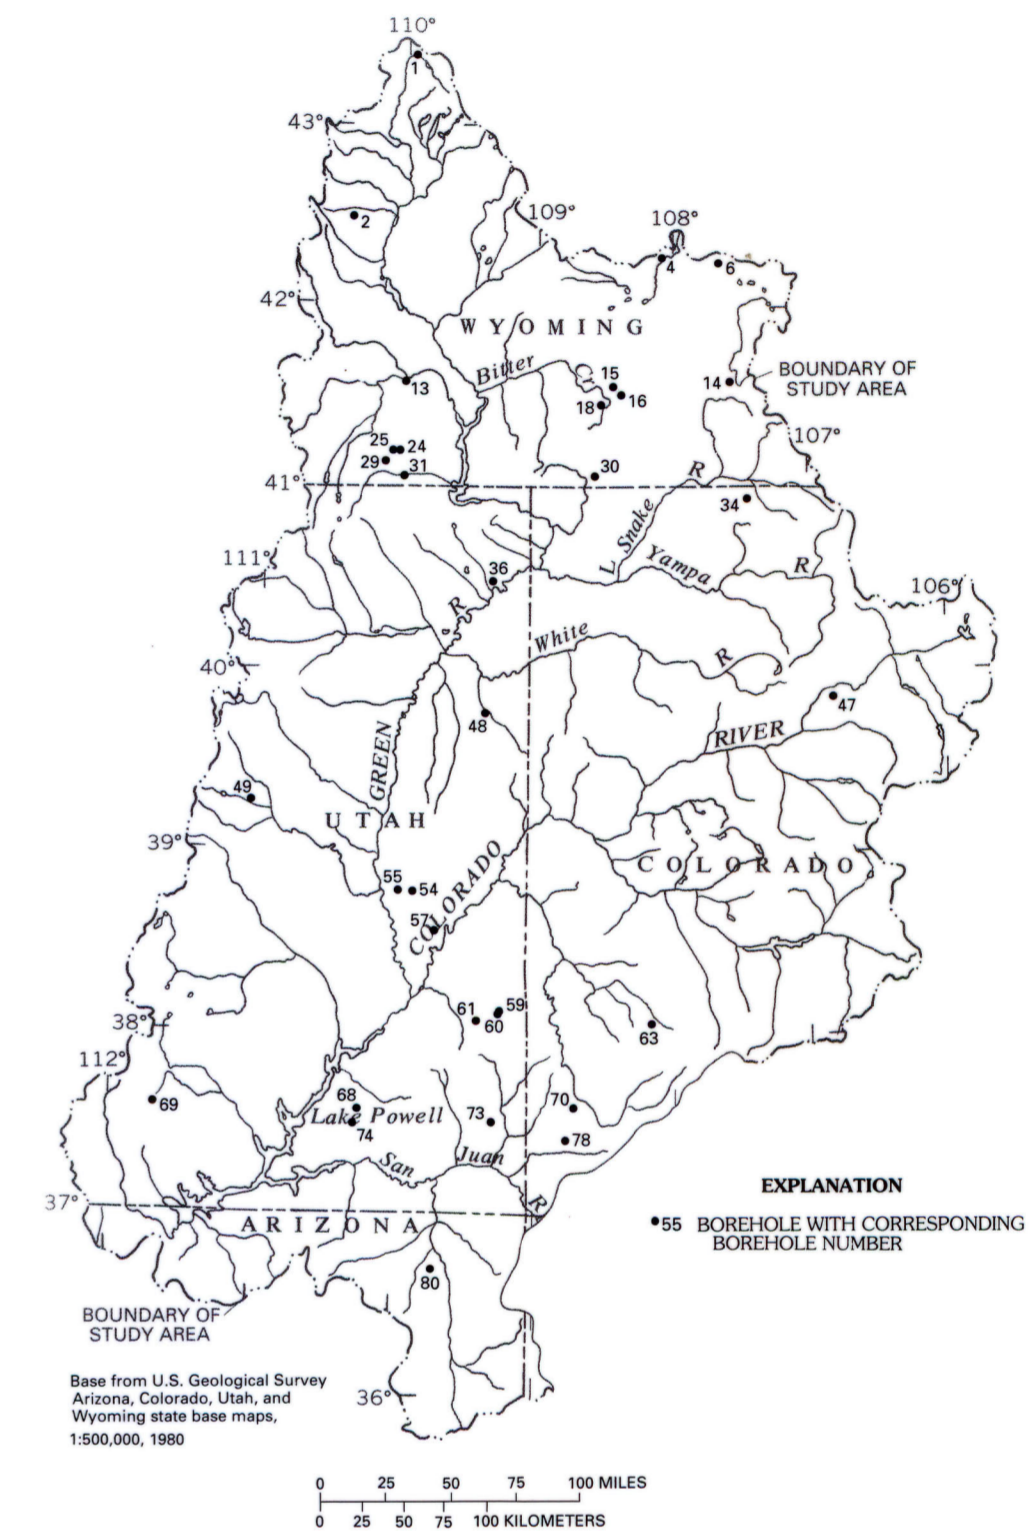 110°
1
43°
2
109°
108°
4
6
42°
WYOMING
Bitter Cr
15
16
18
14
BOUNDARY OF
STUDY AREA
13
107°
25
24
29
31
30
41°
R
34
L. Snake
111°
36
Yampa
R
106°
R
White
R
40°
48
47
RIVER
GREEN
49
UTAH
39°
COLORADO
COLORADO
55
54
57
61
59
60
63
38°
112°
69
68
Lake Powell
74
73
70
78
San
Juan
R
37°
ARIZONA
80
EXPLANATION
55 BOREHOLE WITH CORRESPONDING
BOREHOLE NUMBER
BOUNDARY OF
STUDY AREA
36°
Base from U.S. Geological Survey
Arizona, Colorado, Utah, and
Wyoming state base maps,
1:500,000, 1980
0 25 50 75 100 MILES
0 25 50 75 100 KILOMETERS